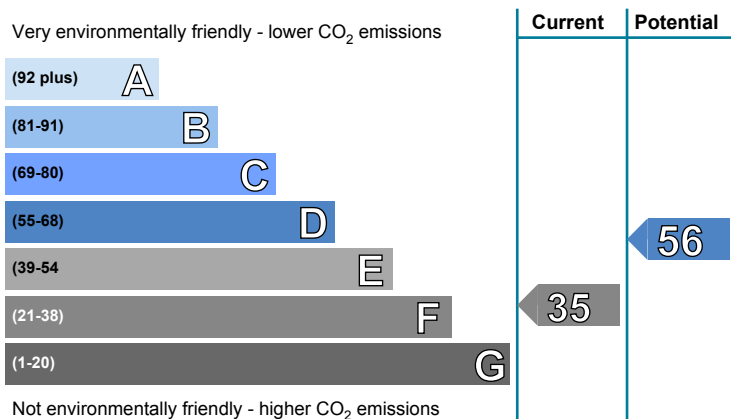 Very environmentally friendly - lower CO₂ emissions
Current
Potential
(92 plus) A
(81-91) B
(69-80) C
(55-68) D
56
(39-54 E
(21-38) F
35
(1-20) G
Not environmentally friendly - higher CO₂ emissions